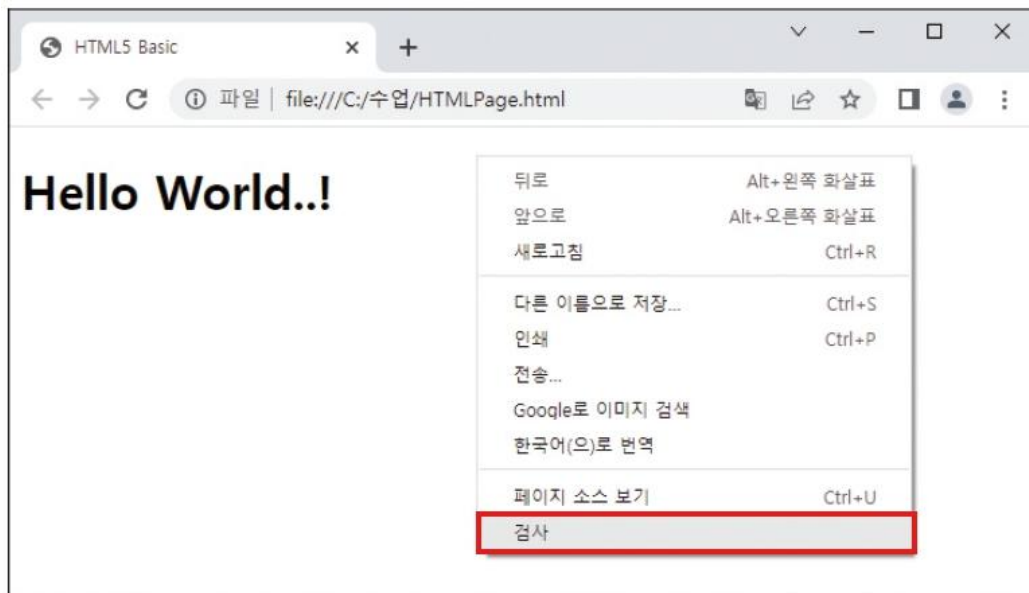 HTML5 Basic
파일 | file:///C:/수업/HTMLPage.html
Hello World..!
뒤로 Alt+왼쪽 화살표
앞으로 Alt+오른쪽 화살표
새로고침 Ctrl+R
다른 이름으로 저장... Ctrl+S
인쇄 Ctrl+P
전송...
Google로 이미지 검색
한국어(으)로 번역
페이지 소스 보기 Ctrl+U
검사